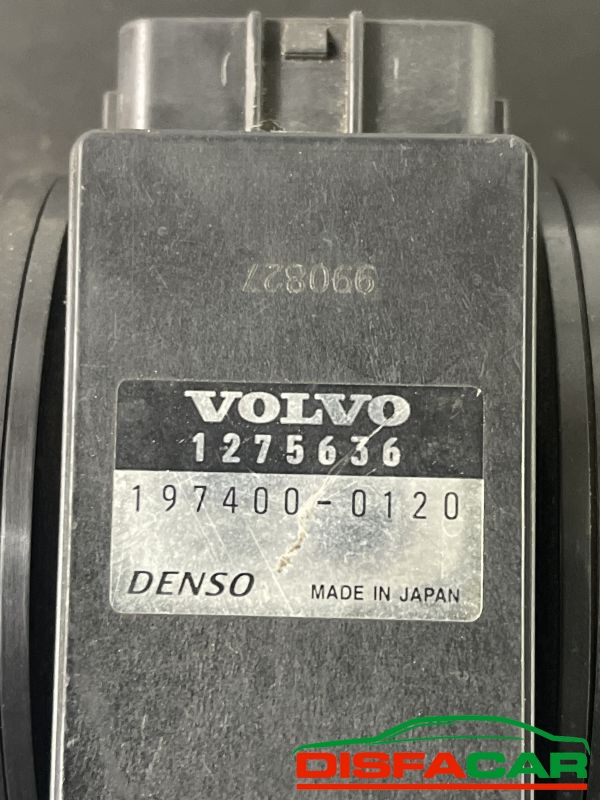 990827
VOLVO
1275636
197400-0120
DENSO MADE IN JAPAN
DISFACAR